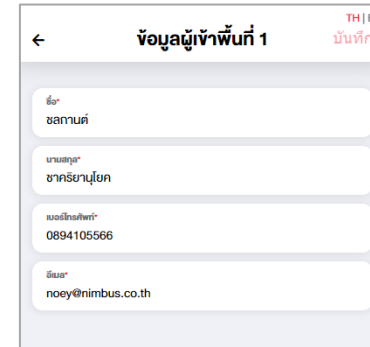 TH |
← ข้อมูลผู้เข้าพื้นที่ 1 บันทึก
ชื่อ*
ชลกานต์
นามสกุล*
ชาคริยานุโยค
เบอร์โทรศัพท์*
0894105566
อีเมล*
noey@nimbus.co.th